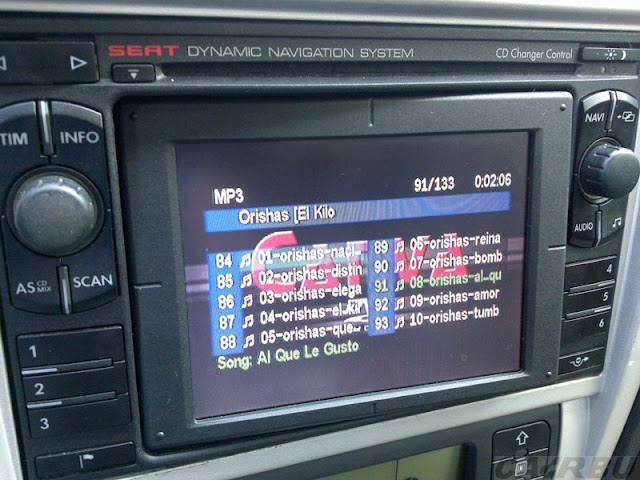 SEAT DYNAMIC NAVIGATION SYSTEM
CD Changer Control
TIM
INFO
NAVI
AUDIO
AS CD MIX
SCAN
1
2
3
4
5
6
MP3 91/133 0:02:06
Orishas [El Kilo
84 01-orishas-naci...
85 02-orishas-distin
86 03-orishas-elega
87 04-orishas-el_kir
88 05-orishas-que_...
89 06-orishas-reina
90 07-orishas-bomb
91 08-orishas-al_qu
92 09-orishas-amor
93 10-orishas-tumb
Song: Al Que Le Gusto